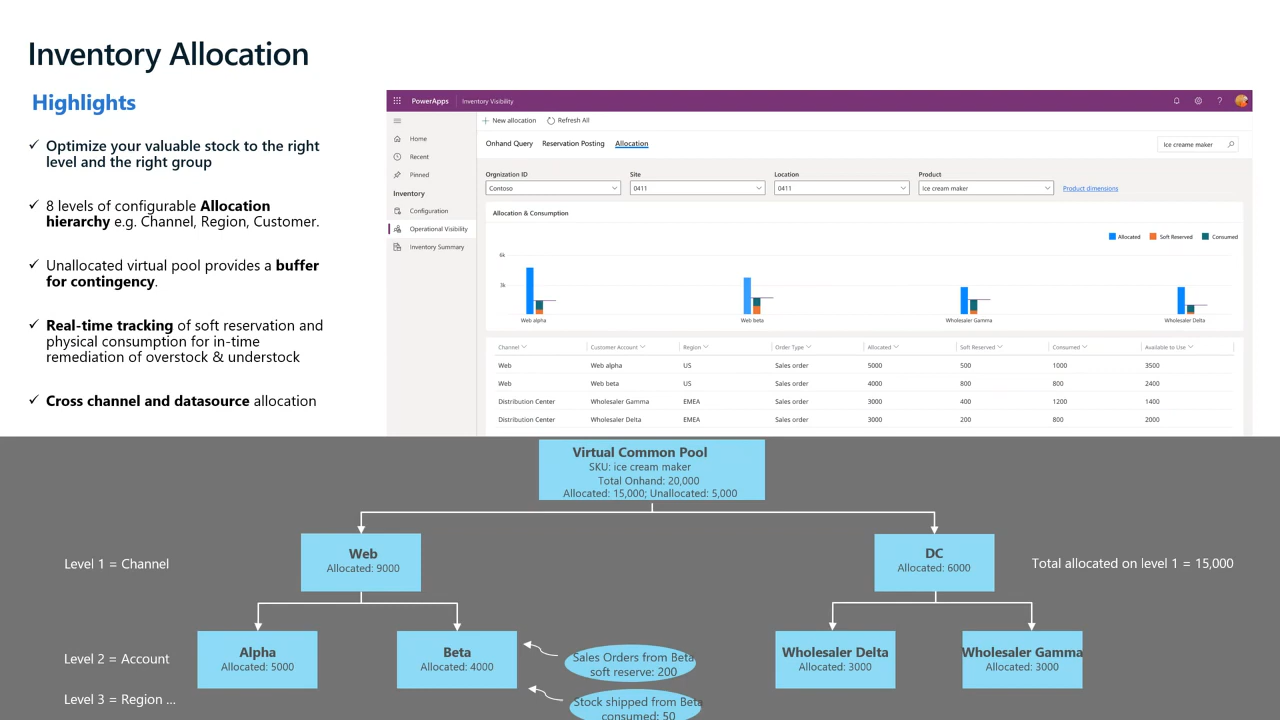 Inventory Allocation
Highlights
✓ Optimize your valuable stock to the right
level and the right group
✓ 8 levels of configurable Allocation
hierarchy e.g. Channel, Region, Customer.
✓ Unallocated virtual pool provides a buffer
for contingency.
✓ Real-time tracking of soft reservation and
physical consumption for in-time
remediation of overstock & understock
✓ Cross channel and datasource allocation
PowerApps Inventory Visibility ?
New allocation Refresh All
Home
Recent
Pinned
Inventory
Configuration
Operational Visibility
Inventory Summary
Onhand Query Reservation Posting Allocation Ice creame maker
Orgnization ID Site Location Product
Contoso 0411 0411 Ice cream maker Product dimensions
Allocation & Consumption
Allocated Soft Reserved Consumed
6k
3k
Web alpha Web beta Wholesaler Gamma Wholesaler Delta
Channel Customer Account Region Order Type Allocated Soft Reserved Consumed Available to Use
Web Web alpha US Sales order 5000 500 1000 3500
Web Web beta US Sales order 4000 800 800 2400
Distribution Center Wholesaler Gamma EMEA Sales order 3000 400 1200 1400
Distribution Center Wholesaler Delta EMEA Sales order 3000 200 800 2000
Virtual Common Pool
SKU: ice cream maker
Total Onhand: 20,000
Allocated: 15,000; Unallocated: 5,000
Level 1 = Channel
Web
Allocated: 9000
DC
Allocated: 6000
Total allocated on level 1 = 15,000
Level 2 = Account
Alpha
Allocated: 5000
Beta
Allocated: 4000
Sales Orders from Beta
soft reserve: 200
Wholesaler Delta
Allocated: 3000
Wholesaler Gamma
Allocated: 3000
Level 3 = Region ...
Stock shipped from Beta
consumed: 50